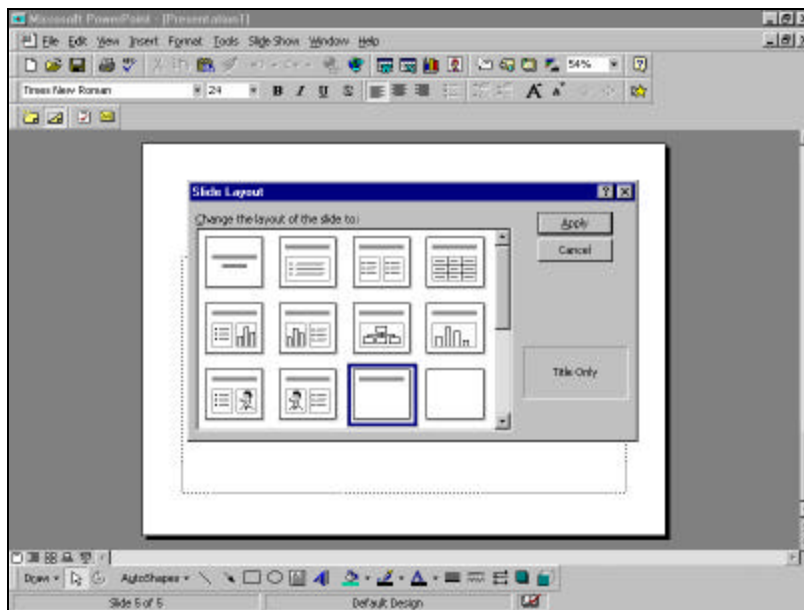 Microsoft PowerPoint - [Presentation1]
File Edit View Insert Format Tools Slide Show Window Help
54%
Times New Roman 24 B I U S A A
Slide Layout
Change the layout of the slide to:
Apply
Cancel
Title Only
Draw AutoShapes A
Slide 5 of 5 Default Design